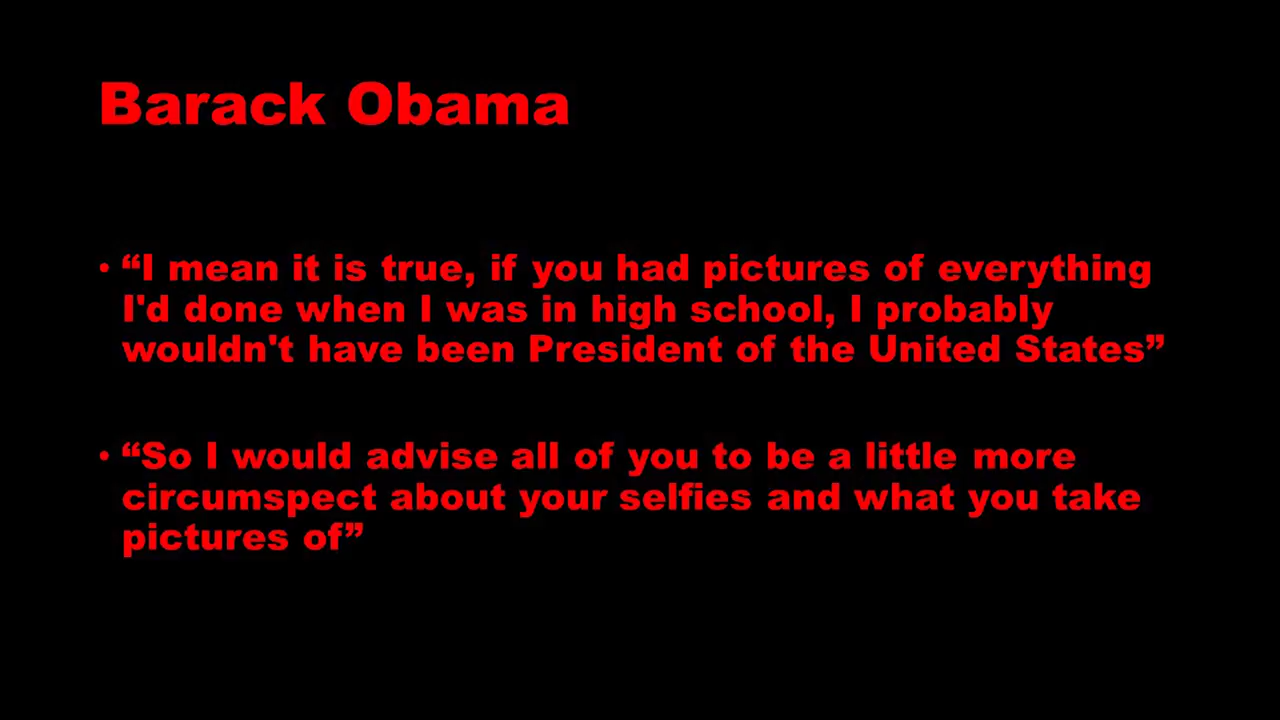 Barack Obama
• “I mean it is true, if you had pictures of everything
I'd done when I was in high school, I probably
wouldn't have been President of the United States”
• “So I would advise all of you to be a little more
circumspect about your selfies and what you take
pictures of”